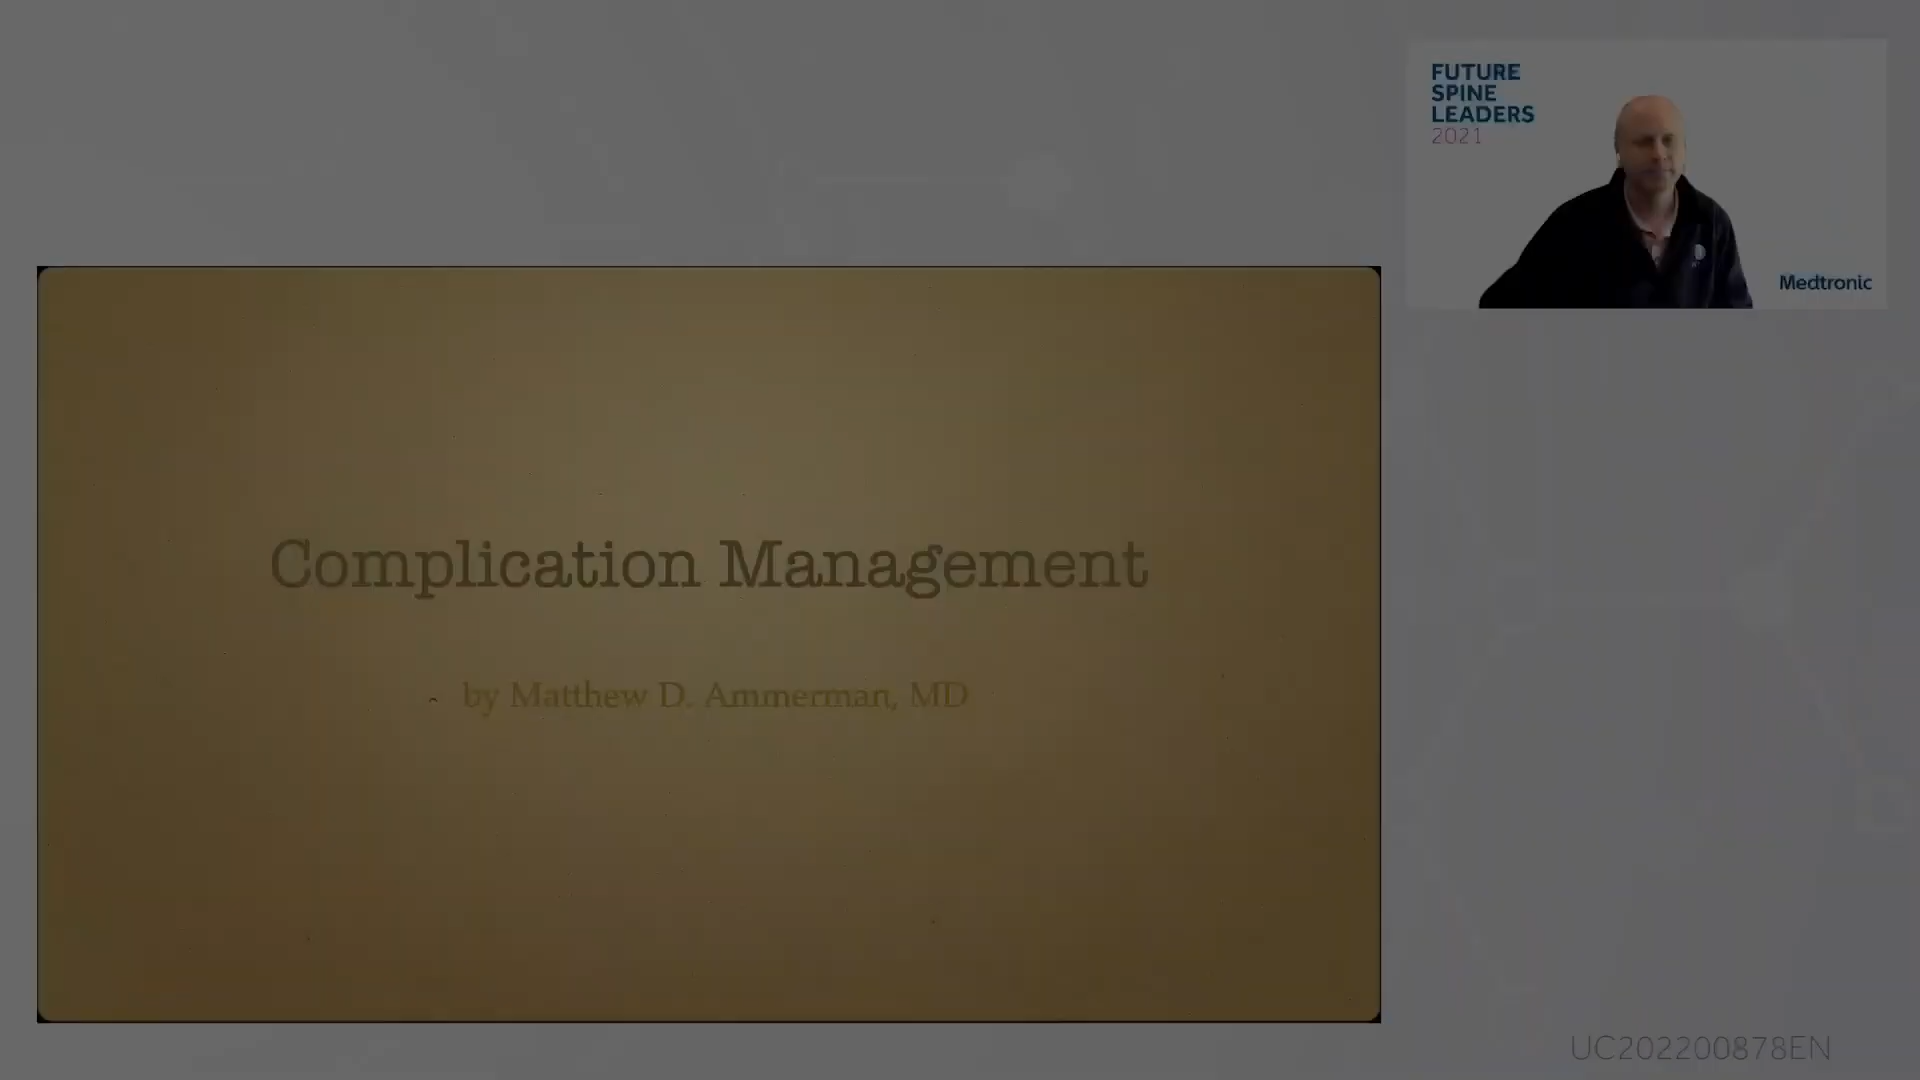 FUTURE
SPINE
LEADERS
2021
Medtronic
Complication Management
by Matthew D. Ammerman, MD
UC202200878EN